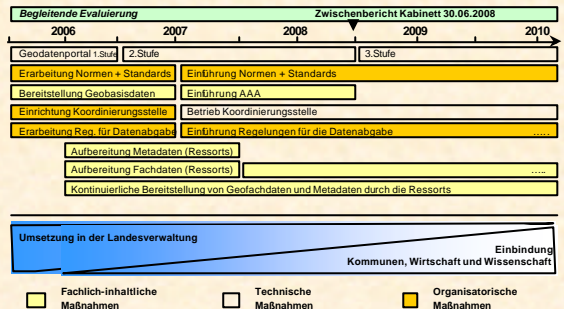 Begleitende Evaluierung Zwischenbericht Kabinett 30.06.2008
2006 2007 2008 2009 2010
Geodatenportal 1.Stufe 2.Stufe 3.Stufe
Erarbeitung Normen + Standards Einführung Normen + Standards
Bereitstellung Geobasisdaten Einführung AAA
Einrichtung Koordinierungsstelle Betrieb Koordinierungsstelle
Erarbeitung Reg. für Datenabgabe Einführung Regelungen für die Datenabgabe .....
Aufbereitung Metadaten (Ressorts)
Aufbereitung Fachdaten (Ressorts) .....
Kontinuierliche Bereitstellung von Geofachdaten und Metadaten durch die Ressorts
Umsetzung in der Landesverwaltung
Einbindung
Kommunen, Wirtschaft und Wissenschaft
Fachlich-inhaltliche Technische Organisatorische
Maßnahmen Maßnahmen Maßnahmen